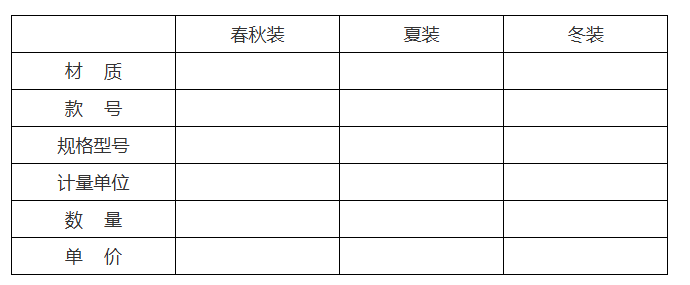 春秋装 夏装 冬装
材 质
款 号
规格型号
计量单位
数 量
单 价